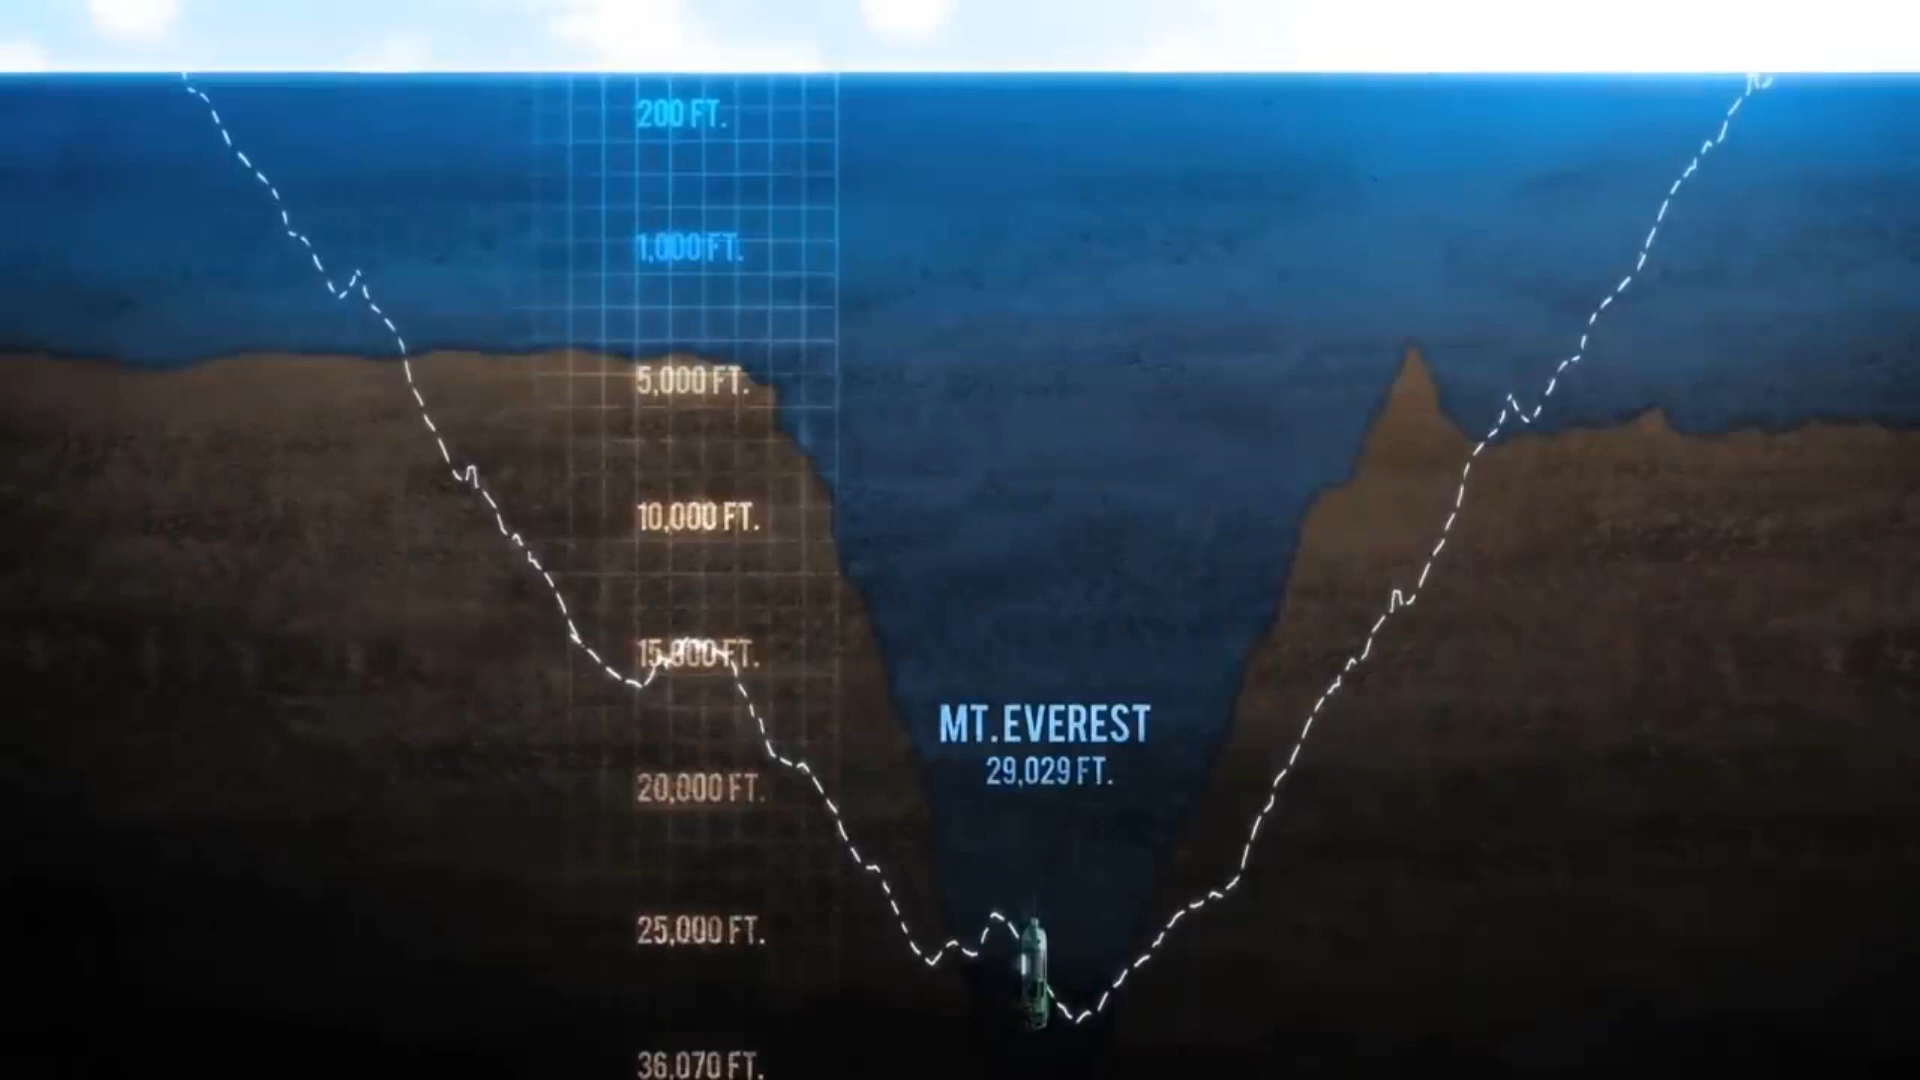 200 FT.
1,000 FT.
5,000 FT.
10,000 FT.
15,000 FT.
MT. EVEREST
29,029 FT.
20,000 FT.
25,000 FT.
36,070 FT.